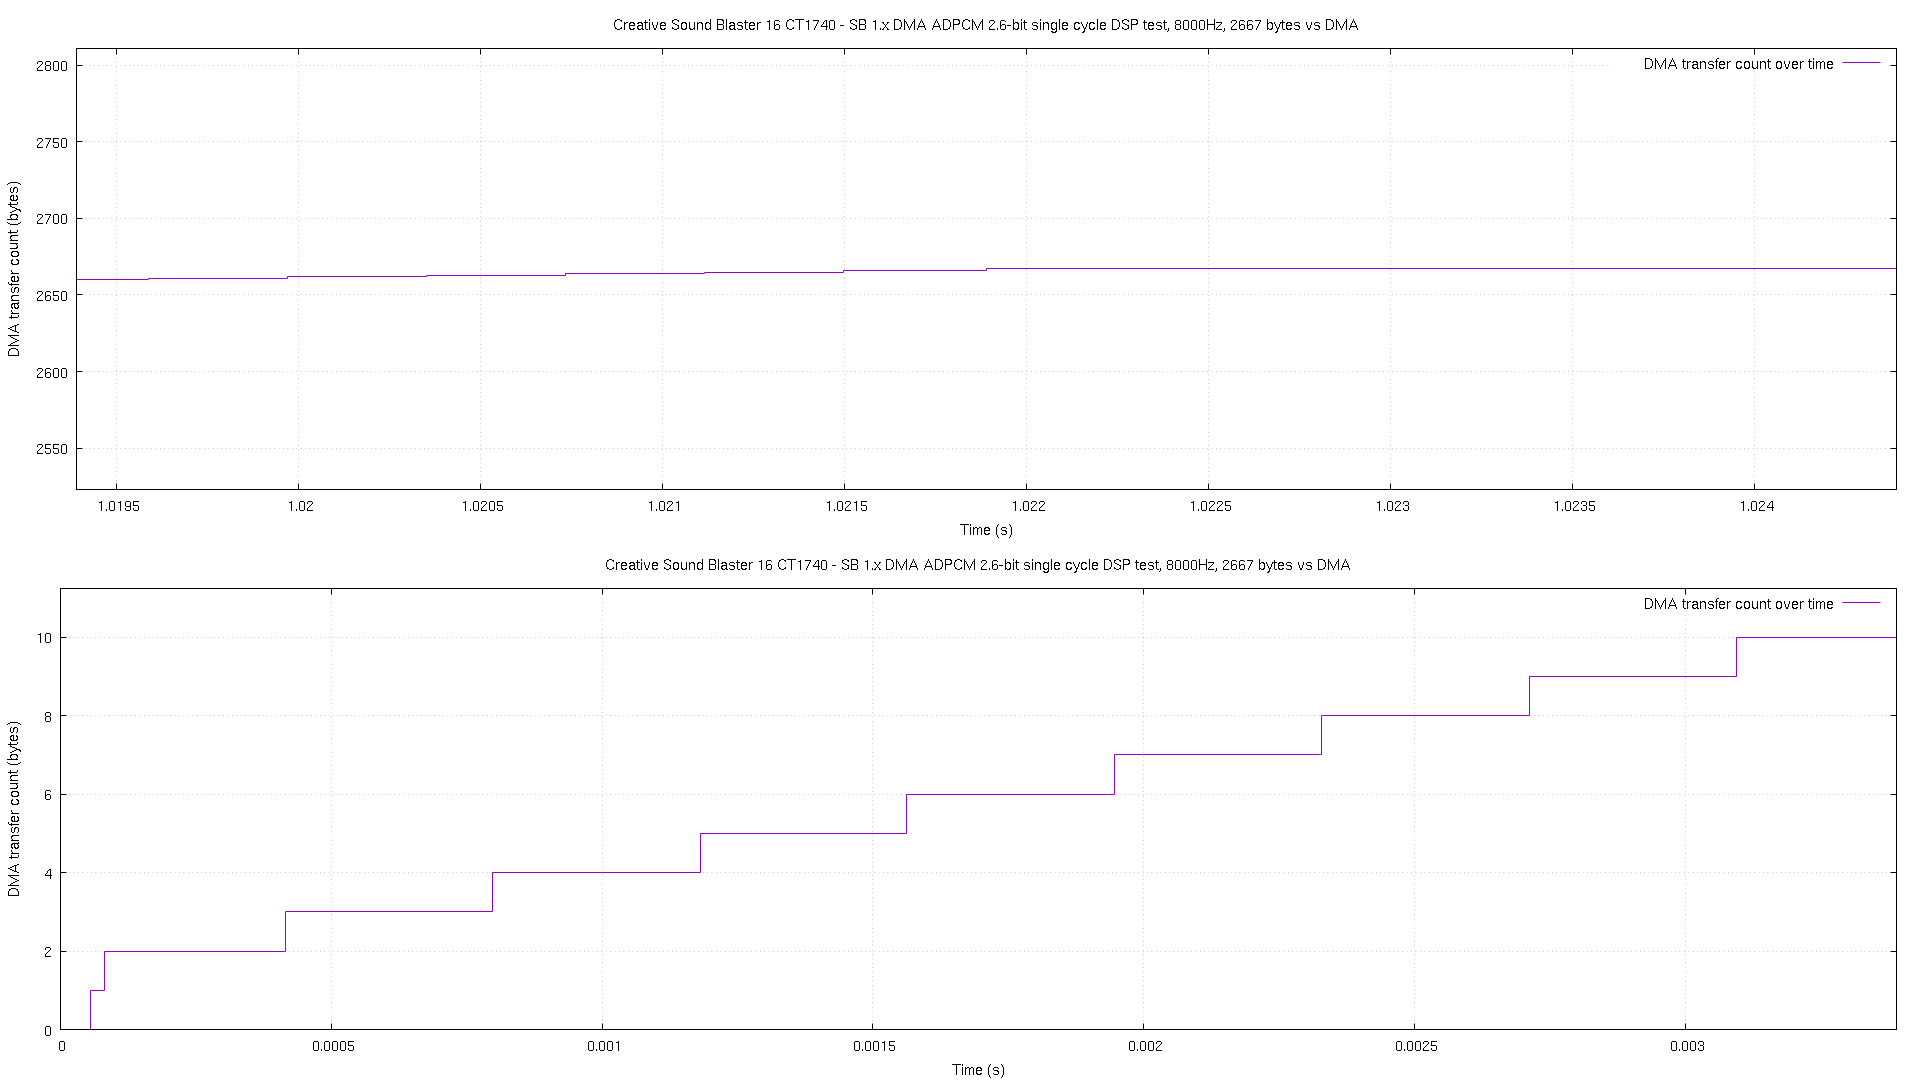 Creative Sound Blaster 16 CT1740 - SB 1.x DMA ADPCM 2.6-bit single cycle DSP test, 8000Hz, 2667 bytes vs DMA
DMA transfer count over time
DMA transfer count (bytes)
2800
2750
2700
2650
2600
2550
1.0195 1.02 1.0205 1.021 1.0215 1.022 1.0225 1.023 1.0235 1.024
Time (s)
Creative Sound Blaster 16 CT1740 - SB 1.x DMA ADPCM 2.6-bit single cycle DSP test, 8000Hz, 2667 bytes vs DMA
DMA transfer count over time
DMA transfer count (bytes)
10
8
6
4
2
0
0 0.0005 0.001 0.0015 0.002 0.0025 0.003
Time (s)